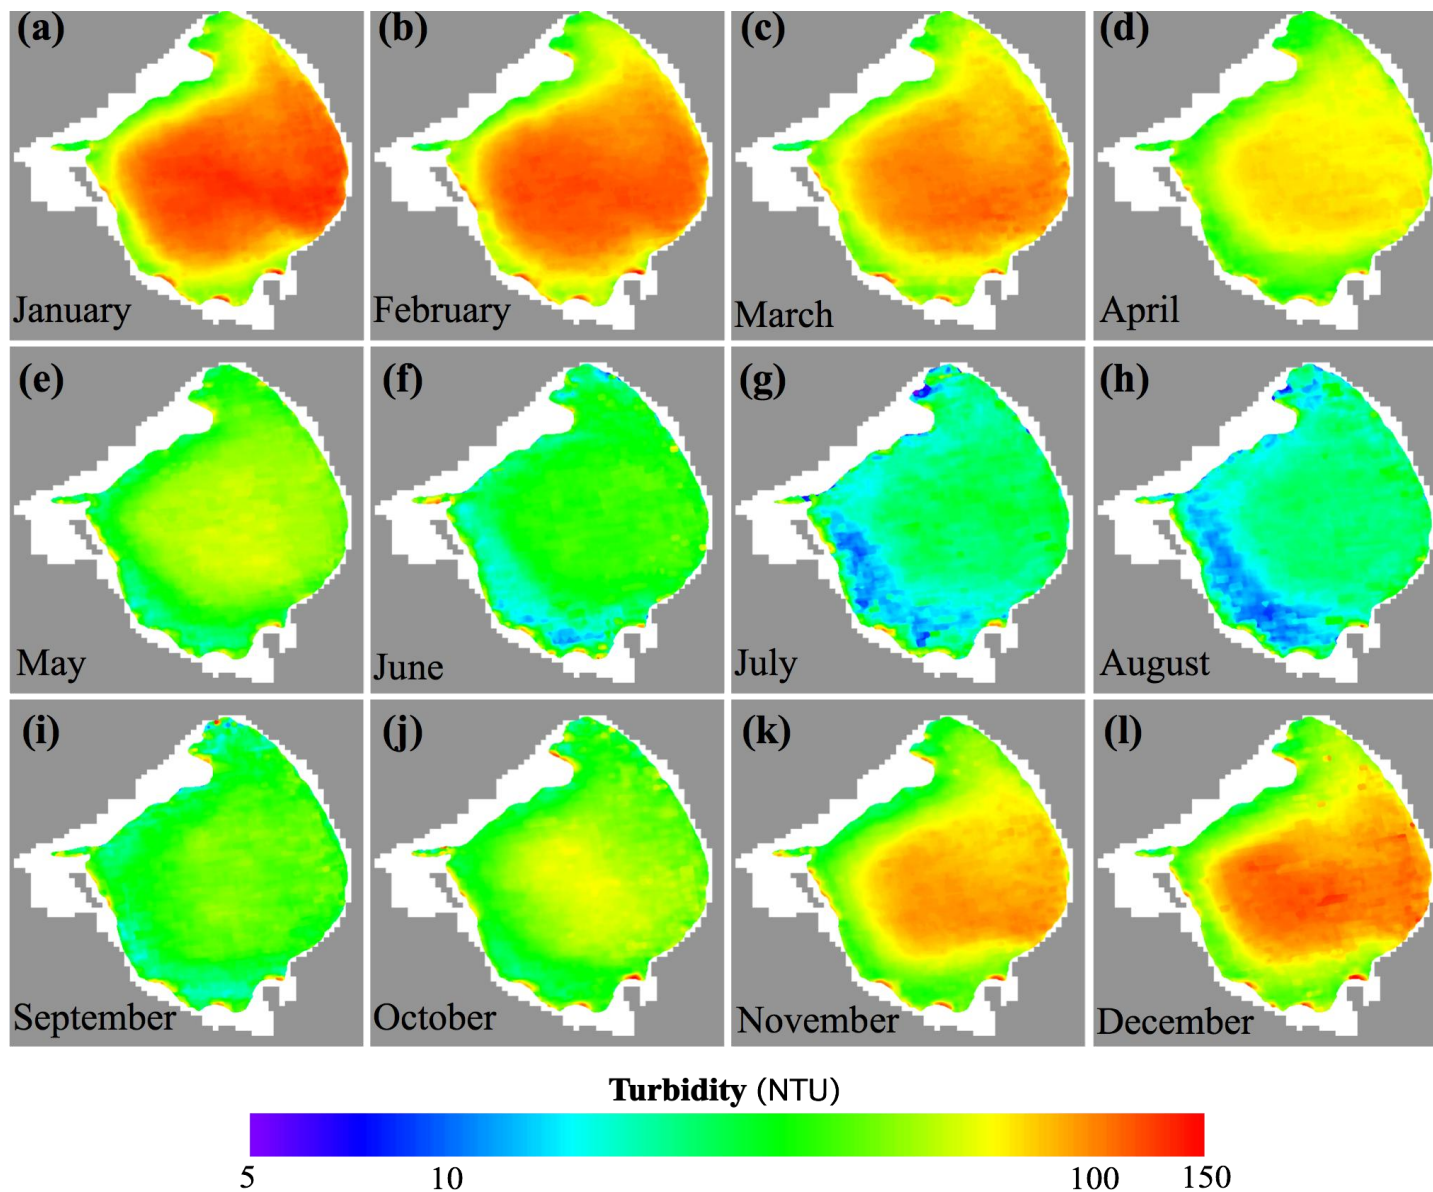 (a)
(b)
(c)
(d)
January
February
March
April
(e)
(f)
(g)
(h)
May
June
July
August
(i)
(j)
(k)
(l)
September
October
November
December
Turbidity (NTU)
5 10 100 150